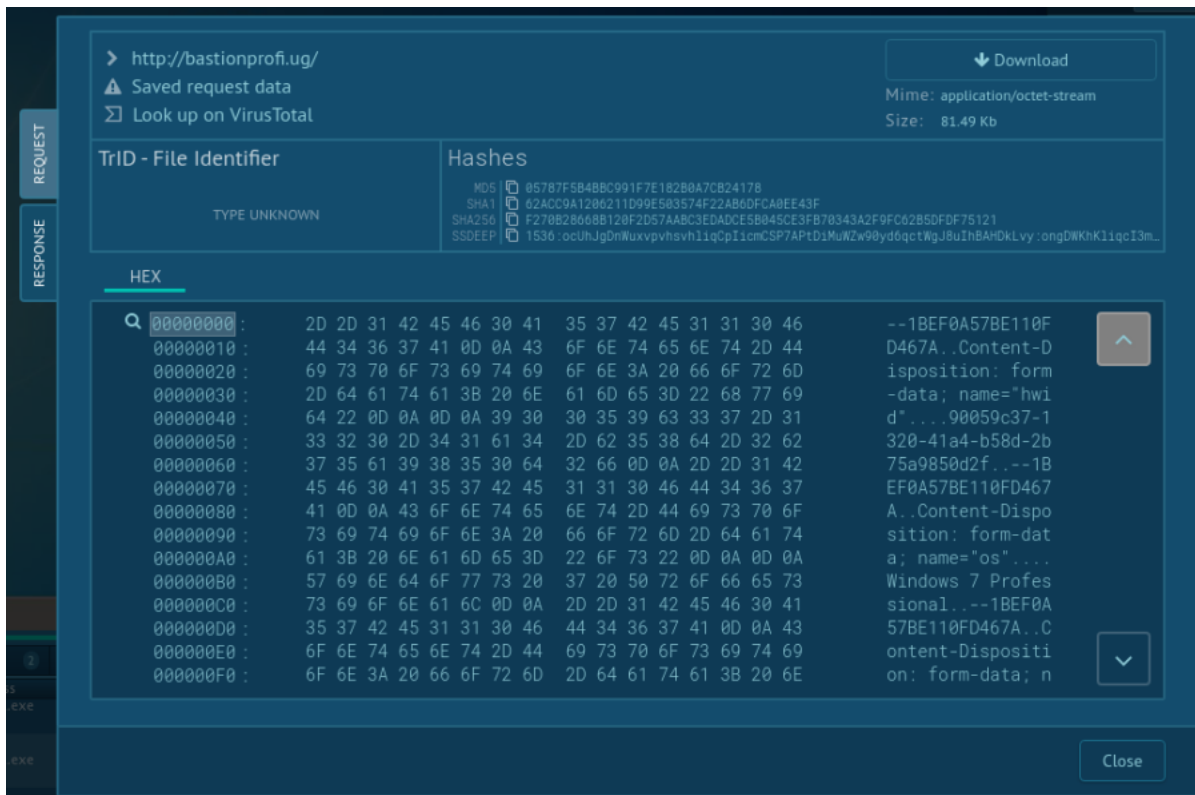 http://bastionprofi.ug/
Saved request data
Look up on VirusTotal
Download
Mime: application/octet-stream
Size: 81.49 Kb
REQUEST
RESPONSE
TrID - File Identifier
TYPE UNKNOWN
Hashes
MD5 05787F5B4BBC991F7E182B0A7CB24178
SHA1 62ACC9A1206211D99E503574F22AB6DFCA0EE43F
SHA256 F270B28668B120F2D57AABC3EDADCE5B045CE3FB70343A2F9FC62B5DFDF75121
SSDEEP 1536:ocUhJgDnWuxvpvhsvhliqCpIicmCSP7APtDiMuWZw90yd6qctWgJ8uIhBAHDkLvy:ongDWKhKliqcI3m…
HEX
00000000 : 2D 2D 31 42 45 46 30 41 35 37 42 45 31 31 30 46 --1BEF0A57BE110F
00000010 : 44 34 36 37 41 0D 0A 43 6F 6E 74 65 6E 74 2D 44 D467A..Content-D
00000020 : 69 73 70 6F 73 69 74 69 6F 6E 3A 20 66 6F 72 6D isposition: form
00000030 : 2D 64 61 74 61 3B 20 6E 61 6D 65 3D 22 68 77 69 -data; name="hwi
00000040 : 64 22 0D 0A 0D 0A 39 30 30 35 39 63 33 37 2D 31 d"....90059c37-1
00000050 : 33 32 30 2D 34 31 61 34 2D 62 35 38 64 2D 32 62 320-41a4-b58d-2b
00000060 : 37 35 61 39 38 35 30 64 32 66 0D 0A 2D 2D 31 42 75a9850d2f..--1B
00000070 : 45 46 30 41 35 37 42 45 31 31 30 46 44 34 36 37 EF0A57BE110FD467
00000080 : 41 0D 0A 43 6F 6E 74 65 6E 74 2D 44 69 73 70 6F A..Content-Dispo
00000090 : 73 69 74 69 6F 6E 3A 20 66 6F 72 6D 2D 64 61 74 sition: form-dat
000000A0 : 61 3B 20 6E 61 6D 65 3D 22 6F 73 22 0D 0A 0D 0A a; name="os"....
000000B0 : 57 69 6E 64 6F 77 73 20 37 20 50 72 6F 66 65 73 Windows 7 Profes
000000C0 : 73 69 6F 6E 61 6C 0D 0A 2D 2D 31 42 45 46 30 41 sional..--1BEF0A
000000D0 : 35 37 42 45 31 31 30 46 44 34 36 37 41 0D 0A 43 57BE110FD467A..C
000000E0 : 6F 6E 74 65 6E 74 2D 44 69 73 70 6F 73 69 74 69 ontent-Dispositi
000000F0 : 6F 6E 3A 20 66 6F 72 6D 2D 64 61 74 61 3B 20 6E on: form-data; n
2
ss
.exe
.exe
Close